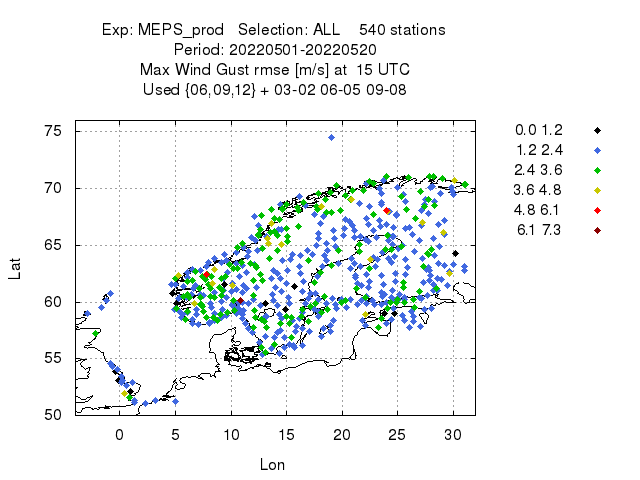 Exp: MEPS_prod   Selection: ALL    540 stations
Period: 20220501-20220520
Max Wind Gust rmse [m/s] at  15 UTC
Used {06,09,12} + 03-02 06-05 09-08
75
70
65
60
55
50
Lat
0 5 10 15 20 25 30
Lon
0.0 1.2
1.2 2.4
2.4 3.6
3.6 4.8
4.8 6.1
6.1 7.3